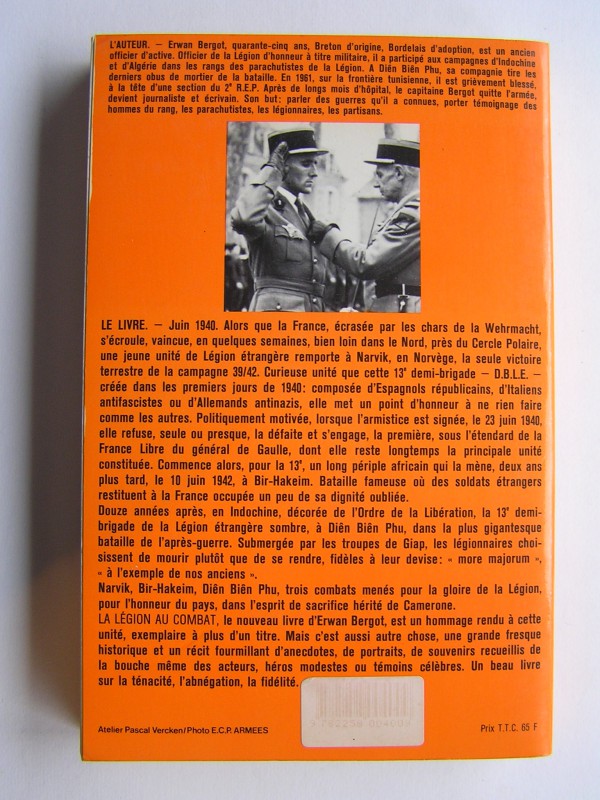 L'AUTEUR. — Erwan Bergot, quarante-cinq ans, Breton d'origine, Bordelais d'adoption, est un ancien
officier d'active. Officier de la Légion d'honneur à titre militaire, il a participé aux campagnes d'Indochine
et d'Algérie dans les rangs des parachutistes de la Légion. A Diên Biên Phu, sa compagnie tire les
derniers obus de mortier de la bataille. En 1961, sur la frontière tunisienne, il est grièvement blessé,
à la tête d'une section du 2e R.E.P. Après de longs mois d'hôpital, le capitaine Bergot quitte l'armée,
devient journaliste et écrivain. Son but: parler des guerres qu'il a connues, porter témoignage des
hommes du rang, les parachutistes, les légionnaires, les partisans.
LE LIVRE. — Juin 1940. Alors que la France, écrasée par les chars de la Wehrmacht,
s'écroule, vaincue, en quelques semaines, bien loin dans le Nord, près du Cercle Polaire,
une jeune unité de Légion étrangère remporte à Narvik, en Norvège, la seule victoire
terrestre de la campagne 39/42. Curieuse unité que cette 13e demi-brigade — D.B.L.E. —
créée dans les premiers jours de 1940: composée d'Espagnols républicains, d'Italiens
antifascistes ou d'Allemands antinazis, elle met un point d'honneur à ne rien faire
comme les autres. Politiquement motivée, lorsque l'armistice est signée, le 23 juin 1940,
elle refuse, seule ou presque, la défaite et s'engage, la première, sous l'étendard de la
France Libre du général de Gaulle, dont elle reste longtemps la principale unité
constituée. Commence alors, pour la 13e, un long périple africain qui la mène, deux ans
plus tard, le 10 juin 1942, à Bir-Hakeim. Bataille fameuse où des soldats étrangers
restituent à la France occupée un peu de sa dignité oubliée.
Douze années après, en Indochine, décorée de l'Ordre de la Libération, la 13e demi-
brigade de la Légion étrangère sombre, à Diên Biên Phu, dans la plus gigantesque
bataille de l'après-guerre. Submergée par les troupes de Giap, les légionnaires choi-
sissent de mourir plutôt que de se rendre, fidèles à leur devise: « more majorum »,
« à l'exemple de nos anciens ».
Narvik, Bir-Hakeim, Diên Biên Phu, trois combats menés pour la gloire de la Légion,
pour l'honneur du pays, dans l'esprit de sacrifice hérité de Camerone.
LA LÉGION AU COMBAT, le nouveau livre d'Erwan Bergot, est un hommage rendu à cette
unité, exemplaire à plus d'un titre. Mais c'est aussi autre chose, une grande fresque
historique et un récit fourmillant d'anecdotes, de portraits, de souvenirs recueillis de
la bouche même des acteurs, héros modestes ou témoins célèbres. Un beau livre
sur la ténacité, l'abnégation, la fidélité.
Atelier Pascal Vercken/Photo E.C.P. ARMEES
Prix T.T.C. 65 F